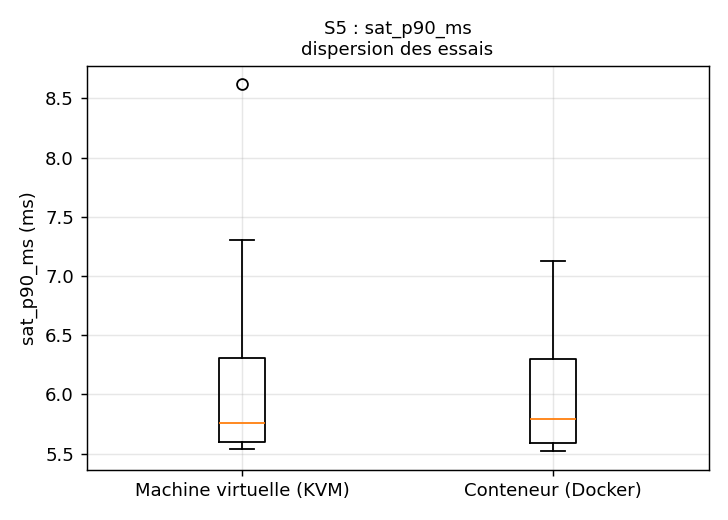 S5 : sat_p90_ms
dispersion des essais
sat_p90_ms (ms)
8.5
8.0
7.5
7.0
6.5
6.0
5.5
Machine virtuelle (KVM)
Conteneur (Docker)